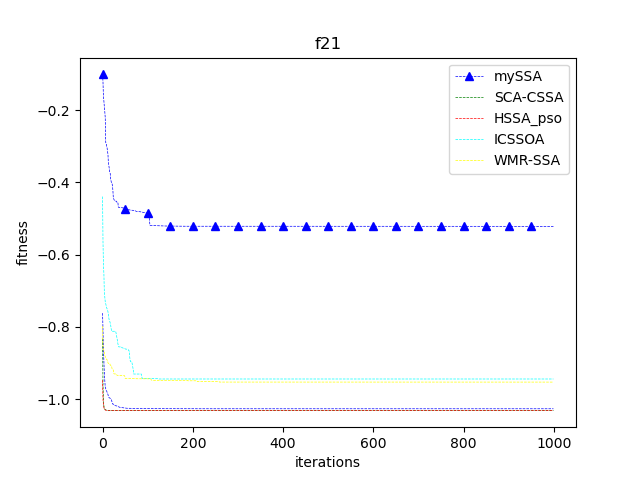 f21
mySSA
SCA-CSSA
HSSA_pso
ICSSOA
WMR-SSA
fitness
−0.2
−0.4
−0.6
−0.8
−1.0
0 200 400 600 800 1000
iterations